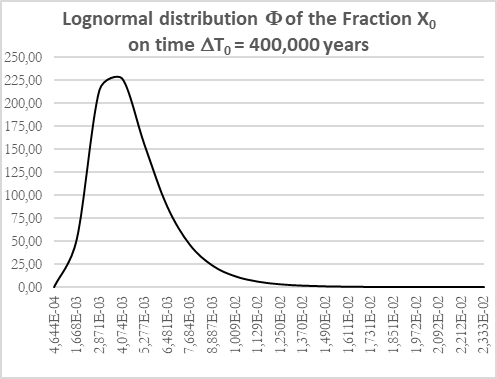 Lognormal distribution Φ of the Fraction X₀
on time ΔT₀ = 400,000 years
250,00
225,00
200,00
175,00
150,00
125,00
100,00
75,00
50,00
25,00
0,00
4,644E-04
1,668E-03
2,871E-03
4,074E-03
5,277E-03
6,481E-03
7,684E-03
8,887E-03
1,009E-02
1,129E-02
1,250E-02
1,370E-02
1,490E-02
1,611E-02
1,731E-02
1,851E-02
1,972E-02
2,092E-02
2,212E-02
2,333E-02